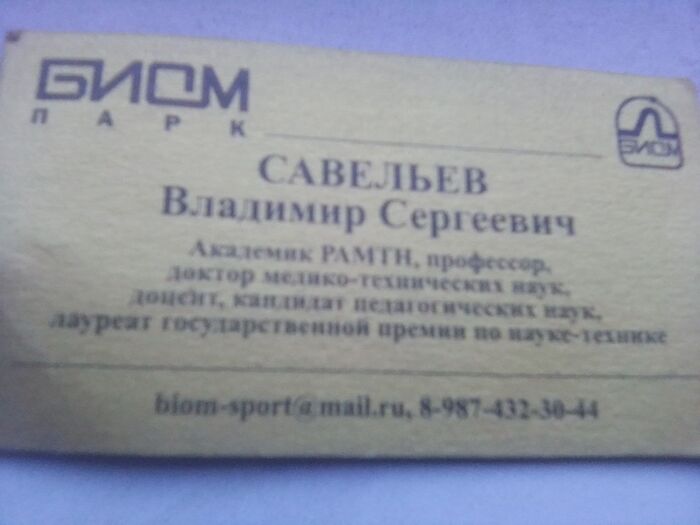 БИОМ
ПАРК
БИОМ
САВЕЛЬЕВ
Владимир Сергеевич
Академик РАМТН, профессор,
доктор медико-технических наук,
доцент, кандидат педагогических наук,
лауреат государственной премии по науке-технике
biom-sport@mail.ru, 8-987-432-30-44